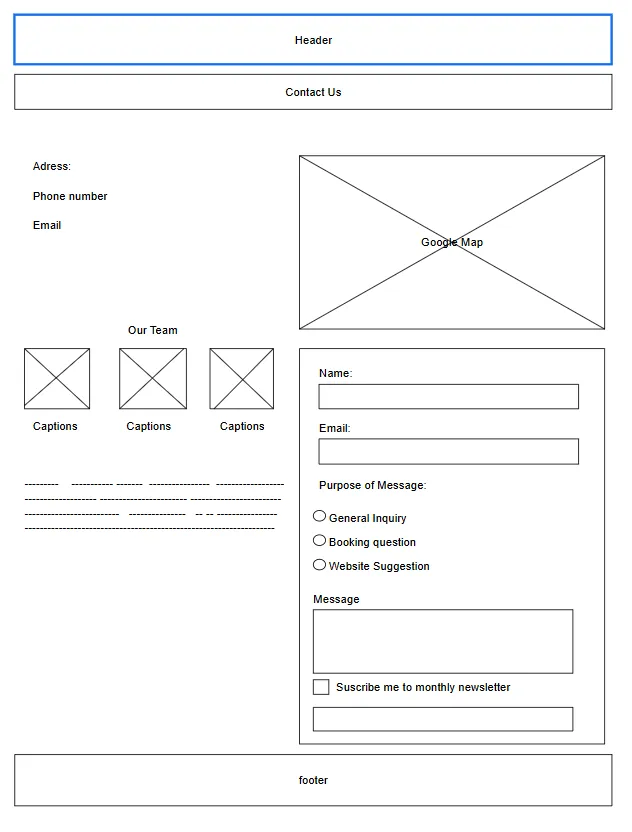 Header
Contact Us
Adress:
Phone number
Email
Google Map
Our Team
Captions
Captions
Captions
Name:
Email:
Purpose of Message:
General Inquiry
Booking question
Website Suggestion
Message
Suscribe me to monthly newsletter
footer